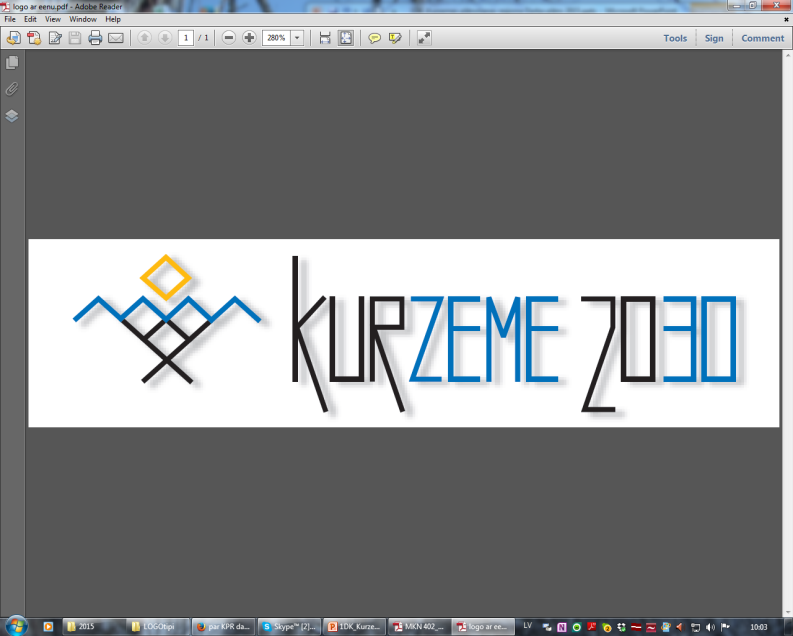 logo ar eenu.pdf - Adobe Reader
File Edit View Window Help
1 / 1 280% Tools Sign Comment
KURZEME 2030
2015 LOGOtipi par KPR da... Skype™ [2]... 1DK_Kurze... MKN 402_... logo ar ee... LV 10:03